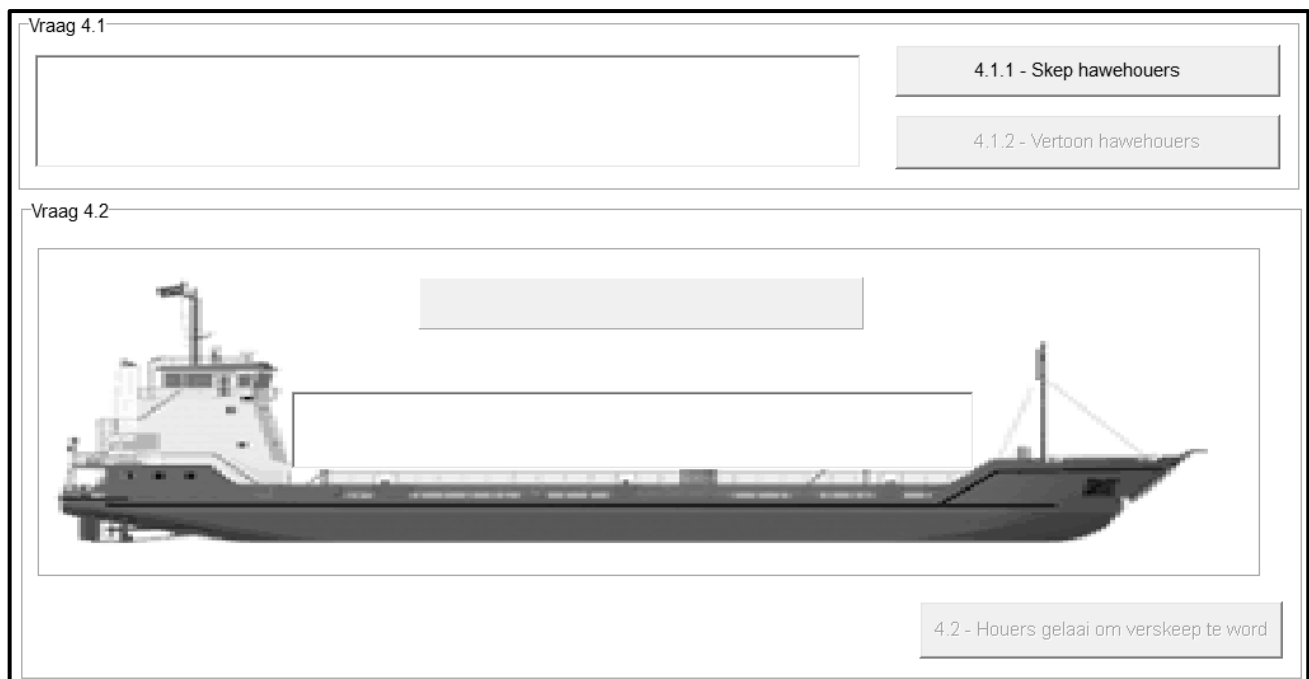 Vraag 4.1
4.1.1 - Skep hawehouers
4.1.2 - Vertoon hawehouers
Vraag 4.2
4.2 - Houers gelaai om verskeep te word